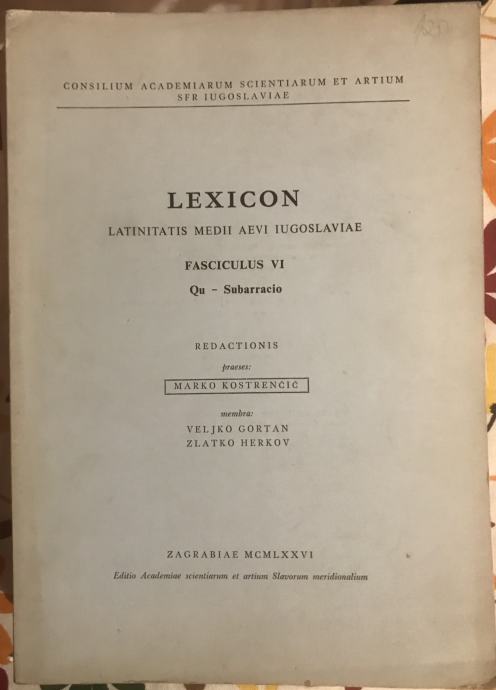 CONSILIUM ACADEMIARUM SCIENTIARUM ET ARTIUM
SFR IUGOSLAVIAE
LEXICON
LATINITATIS MEDII AEVI IUGOSLAVIAE
FASCICULUS VI
Qu – Subarracio
REDACTIONIS
praeses:
MARKO KOSTRENČIĆ
membra:
VELJKO GORTAN
ZLATKO HERKOV
ZAGRABIAE MCMLXXVI
Editio Academiae scientiarum et artium Slavorum meridionalium